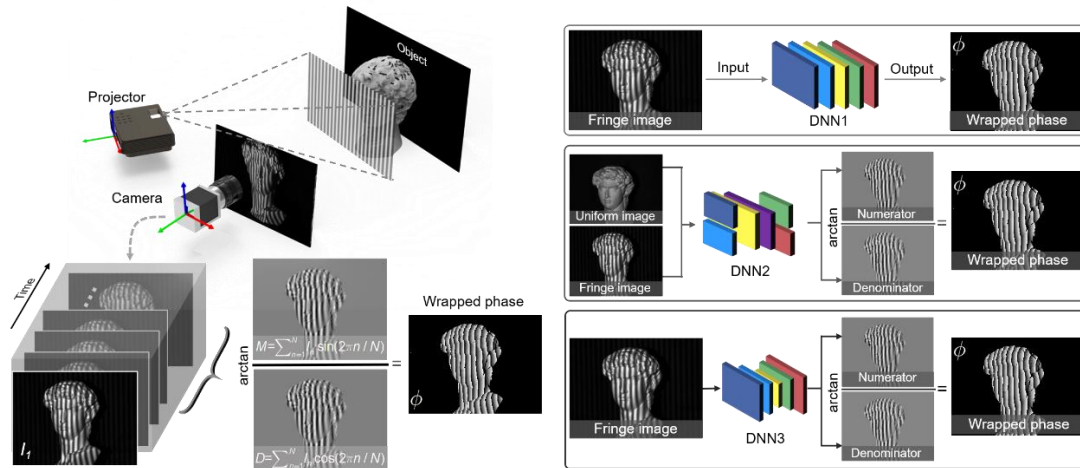 Object
Projector
Camera
Time
I₁
arctan
M=∑ₙ₌₁ᴺ Iₙ sin(2πn / N)
D=∑ₙ₌₁ᴺ Iₙ cos(2πn / N)
=
Wrapped phase
ϕ
Fringe image
Input
DNN1
Output
ϕ
Wrapped phase
Uniform image
Fringe image
DNN2
arctan
Numerator
Denominator
=
ϕ
Wrapped phase
Fringe image
DNN3
arctan
Numerator
Denominator
=
ϕ
Wrapped phase